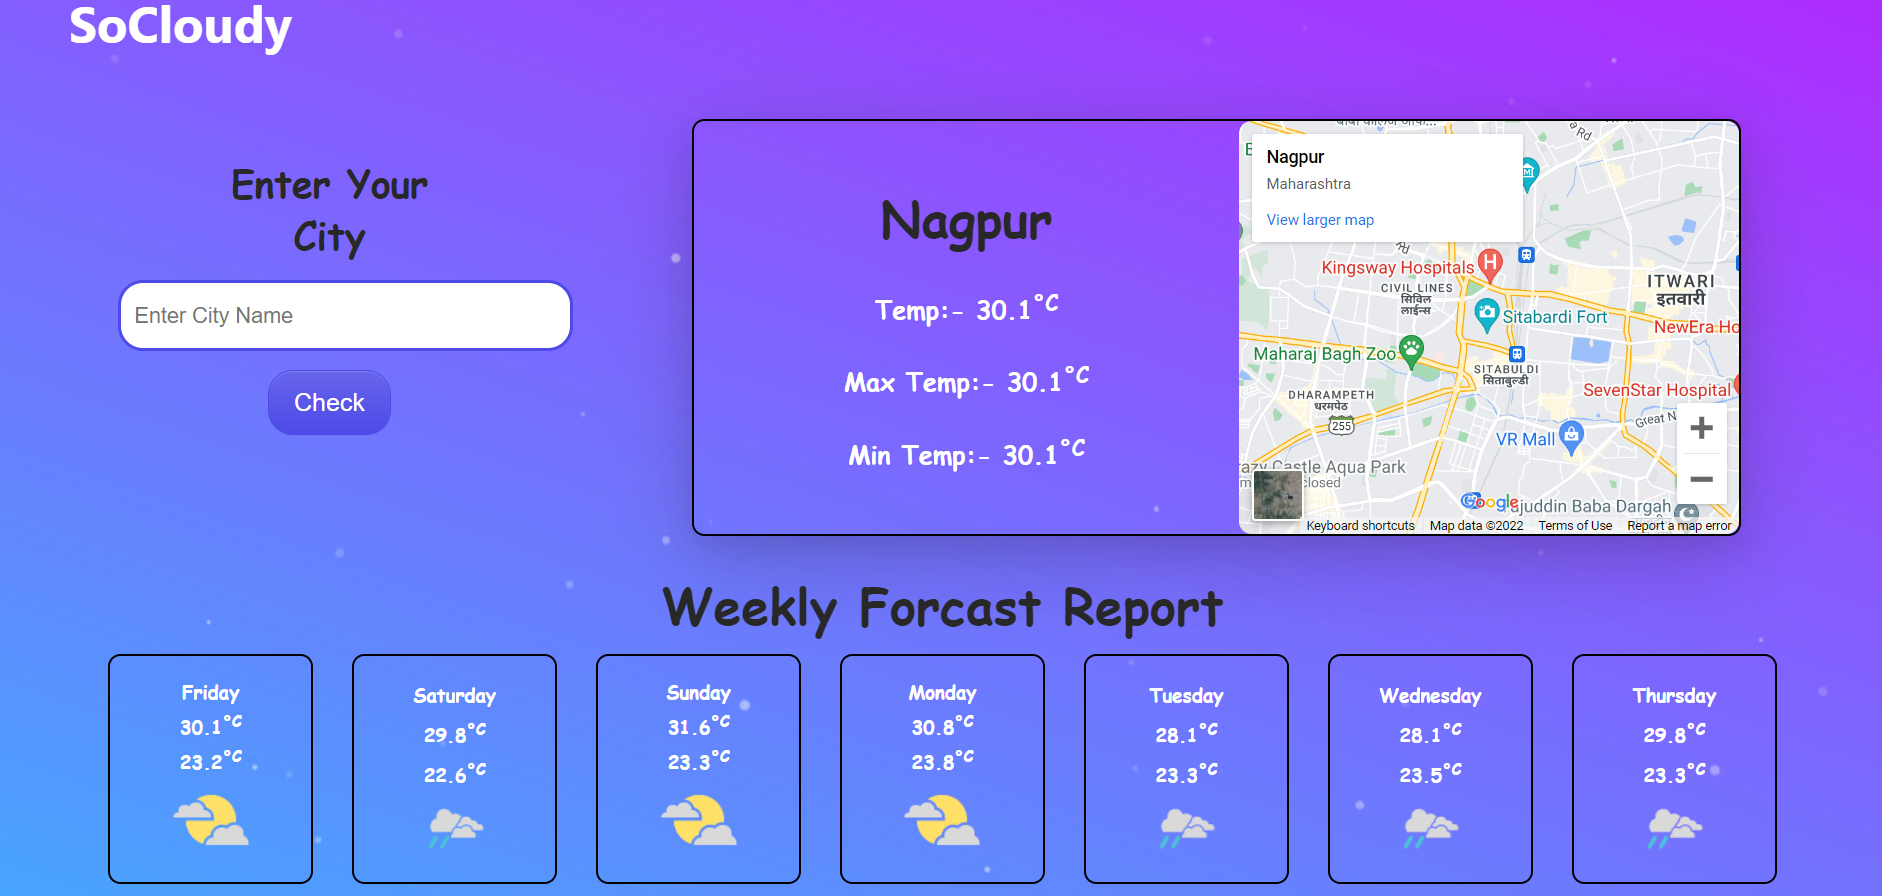 SoCloudy
Enter Your
City
Enter City Name
Check
Nagpur
Temp:- 30.1°C
Max Temp:- 30.1°C
Min Temp:- 30.1°C
Nagpur
Maharashtra
View larger map
Rd
Rd
Kingsway Hospitals
H
CIVIL LINES
सिविल
लाईन्स
ITWARI
इतवारी
Sitabardi Fort
NewEra Ho
Maharaj Bagh Zoo
SITABULDI
सिताबुल्डी
DHARAMPETH
धरमपेठ
SevenStar Hospital
255
Great N
VR Mall
razy Castle Aqua Park
closed
Google
ajuddin Baba Dargah
Keyboard shortcuts Map data ©2022 Terms of Use Report a map error
Weekly Forcast Report
Friday
30.1°C
23.2°C
Saturday
29.8°C
22.6°C
Sunday
31.6°C
23.3°C
Monday
30.8°C
23.8°C
Tuesday
28.1°C
23.3°C
Wednesday
28.1°C
23.5°C
Thursday
29.8°C
23.3°C